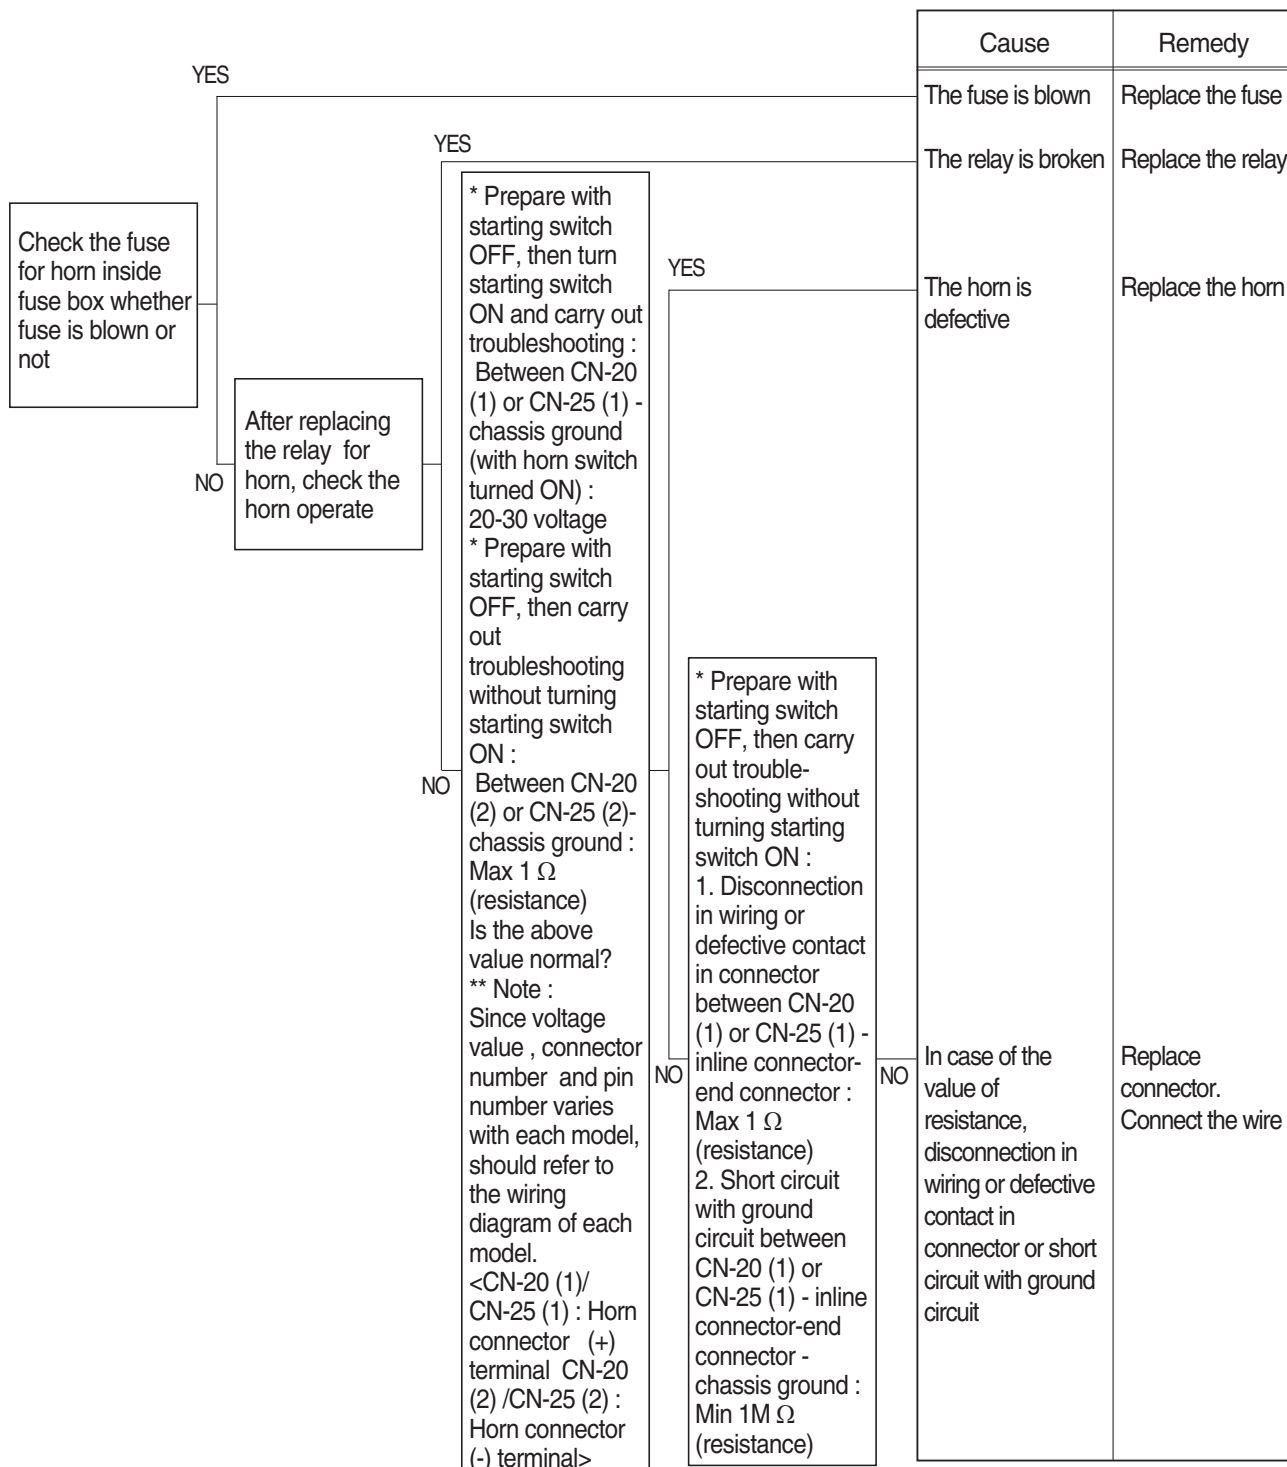 Cause
Remedy
YES
The fuse is blown
Replace the fuse
YES
The relay is broken
Replace the relay
Check the fuse
for horn inside
fuse box whether
fuse is blown or
not
NO
After replacing
the relay for
horn, check the
horn operate
NO
* Prepare with
starting switch
OFF, then turn
starting switch
ON and carry out
troubleshooting :
Between CN-20
(1) or CN-25 (1) -
chassis ground
(with horn switch
turned ON) :
20-30 voltage
* Prepare with
starting switch
OFF, then carry
out
troubleshooting
without turning
starting switch
ON :
Between CN-20
(2) or CN-25 (2)-
chassis ground :
Max 1 Ω
(resistance)
Is the above
value normal?
** Note :
Since voltage
value , connector
number and pin
number varies
with each model,
should refer to
the wiring
diagram of each
model.
<CN-20 (1)/
CN-25 (1) : Horn
connector (+)
terminal CN-20
(2) /CN-25 (2) :
Horn connector
(-) terminal>
YES
The horn is
defective
Replace the horn
NO
* Prepare with
starting switch
OFF, then carry
out trouble-
shooting without
turning starting
switch ON :
1. Disconnection
in wiring or
defective contact
in connector
between CN-20
(1) or CN-25 (1) -
inline connector-
end connector :
Max 1 Ω
(resistance)
2. Short circuit
with ground
circuit between
CN-20 (1) or
CN-25 (1) - inline
connector-end
connector -
chassis ground :
Min 1M Ω
(resistance)
NO
In case of the
value of
resistance,
disconnection in
wiring or defective
contact in
connector or short
circuit with ground
circuit
Replace
connector.
Connect the wire